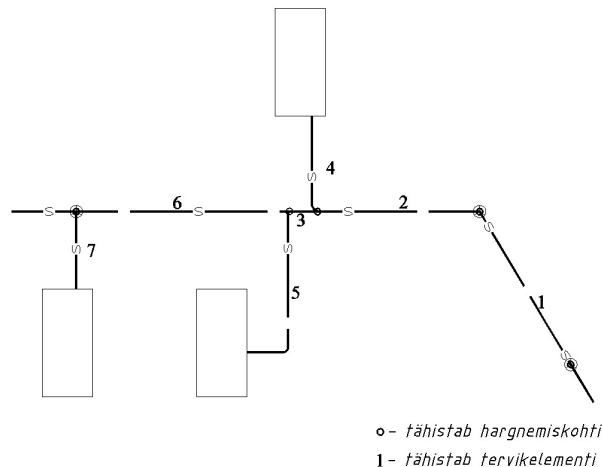 4
S
S 6 S S 2
3
S S S
7
5 1
S
o – tähistab hargnemiskohti
1 – tähistab tervikelementi